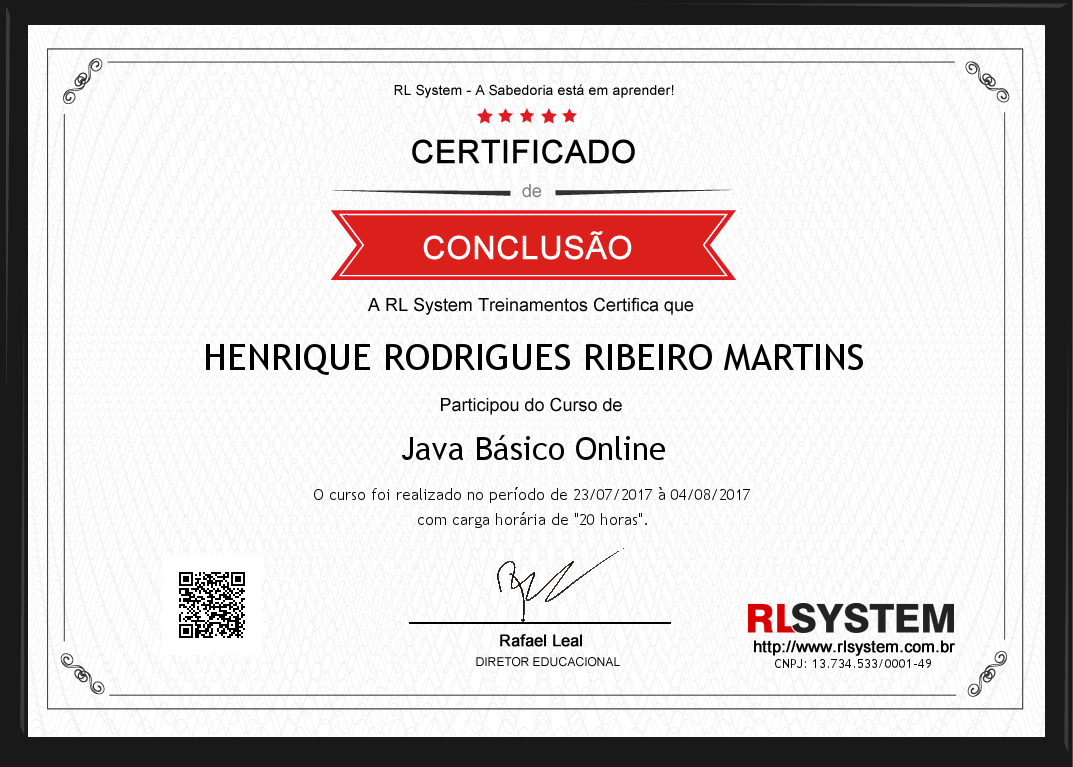 RL System - A Sabedoria está em aprender!
CERTIFICADO
de
CONCLUSÃO
A RL System Treinamentos Certifica que
HENRIQUE RODRIGUES RIBEIRO MARTINS
Participou do Curso de
Java Básico Online
O curso foi realizado no período de 23/07/2017 à 04/08/2017
com carga horária de "20 horas".
Rafael Leal
DIRETOR EDUCACIONAL
RLSYSTEM
http://www.rlsystem.com.br
CNPJ: 13.734.533/0001-49